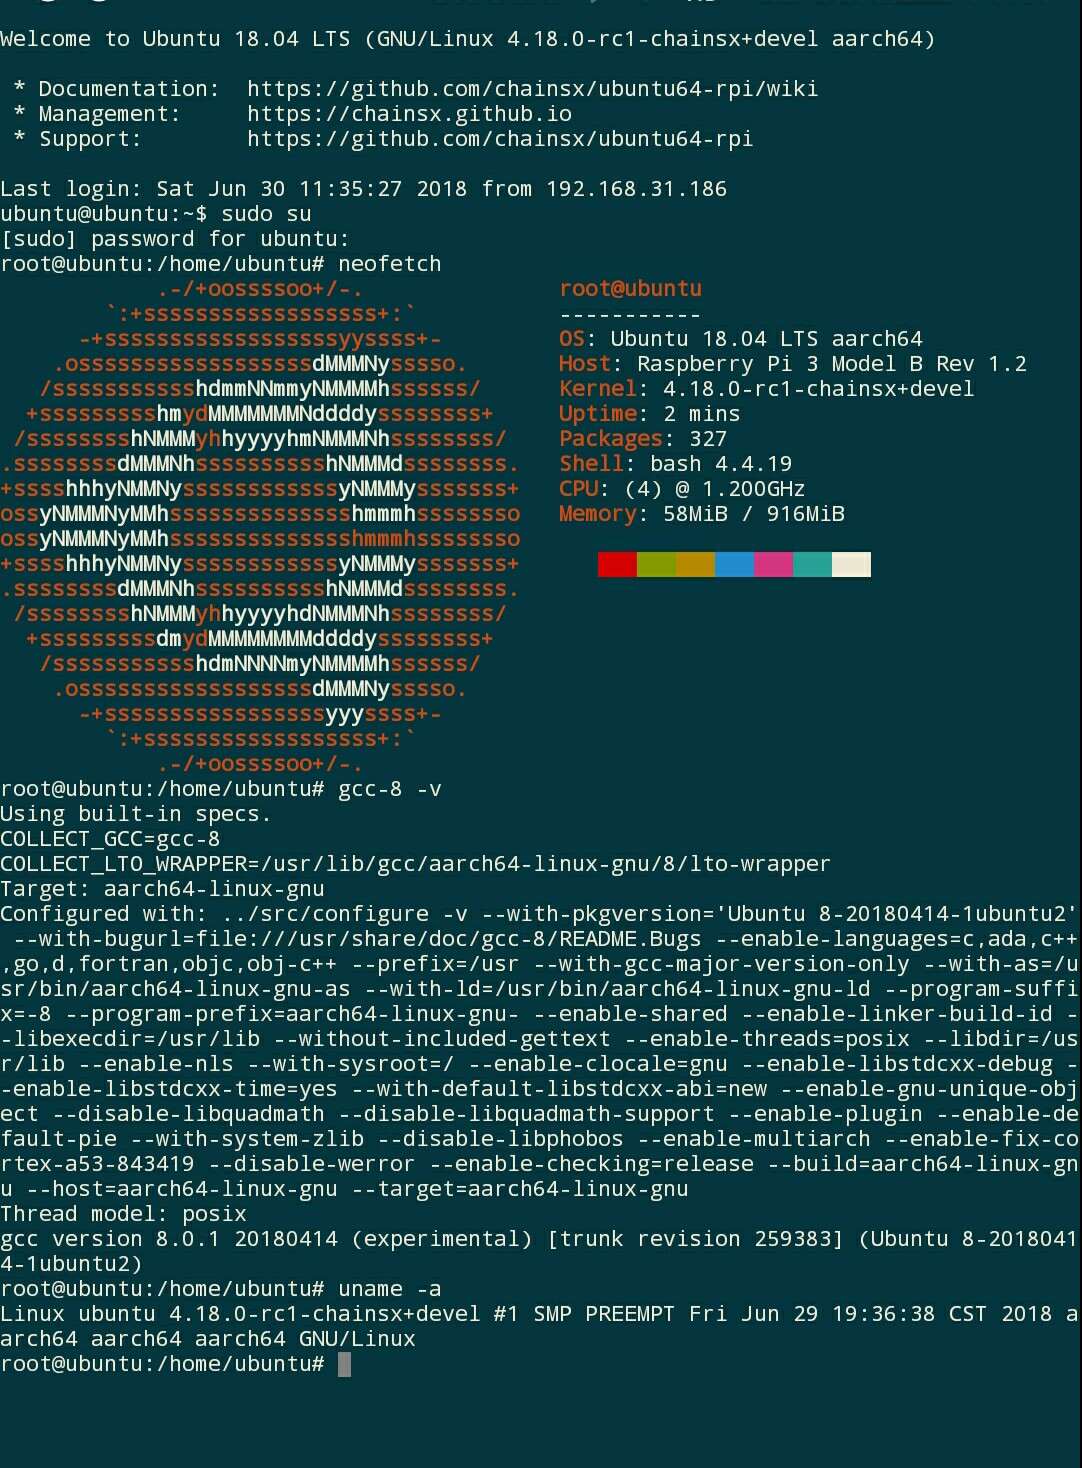 Welcome to Ubuntu 18.04 LTS (GNU/Linux 4.18.0-rc1-chainsx+devel aarch64)
 * Documentation:  https://github.com/chainsx/ubuntu64-rpi/wiki
 * Management:     https://chainsx.github.io
 * Support:        https://github.com/chainsx/ubuntu64-rpi
Last login: Sat Jun 30 11:35:27 2018 from 192.168.31.186
ubuntu@ubuntu:~$ sudo su
[sudo] password for ubuntu:
root@ubuntu:/home/ubuntu# neofetch
            .-/+oossssoo+/-.               root@ubuntu
        `:+ssssssssssssssssss+:`           -----------
      -+ssssssssssssssssssyyssss+-         OS: Ubuntu 18.04 LTS aarch64
    .ossssssssssssssssssdMMMNysssso.       Host: Raspberry Pi 3 Model B Rev 1.2
   /ssssssssssshdmmNNmmyNMMMMhssssss/      Kernel: 4.18.0-rc1-chainsx+devel
  +ssssssssshmydMMMMMMMNddddyssssssss+     Uptime: 2 mins
 /sssssssshNMMMyhhyyyyhmNMMMNhssssssss/    Packages: 327
.ssssssssdMMMNhsssssssssshNMMMdssssssss.   Shell: bash 4.4.19
+sssshhhyNMMNyssssssssssssyNMMMysssssss+   CPU: (4) @ 1.200GHz
ossyNMMMNyMMhsssssssssssssshmmmhssssssso   Memory: 58MiB / 916MiB
ossyNMMMNyMMhsssssssssssssshmmmhssssssso
+sssshhhyNMMNyssssssssssssyNMMMysssssss+
.ssssssssdMMMNhsssssssssshNMMMdssssssss.
 /sssssssshNMMMyhhyyyyhdNMMMNhssssssss/
  +sssssssssdmydMMMMMMMMddddyssssssss+
   /ssssssssssshdmNNNNmyNMMMMhssssss/
    .ossssssssssssssssssdMMMNysssso.
      -+sssssssssssssssssyyyssss+-
        `:+ssssssssssssssssss+:`
            .-/+oossssoo+/-.
root@ubuntu:/home/ubuntu# gcc-8 -v
Using built-in specs.
COLLECT_GCC=gcc-8
COLLECT_LTO_WRAPPER=/usr/lib/gcc/aarch64-linux-gnu/8/lto-wrapper
Target: aarch64-linux-gnu
Configured with: ../src/configure -v --with-pkgversion='Ubuntu 8-20180414-1ubuntu2'
 --with-bugurl=file:///usr/share/doc/gcc-8/README.Bugs --enable-languages=c,ada,c++
,go,d,fortran,objc,obj-c++ --prefix=/usr --with-gcc-major-version-only --with-as=/u
sr/bin/aarch64-linux-gnu-as --with-ld=/usr/bin/aarch64-linux-gnu-ld --program-suffi
x=-8 --program-prefix=aarch64-linux-gnu- --enable-shared --enable-linker-build-id -
-libexecdir=/usr/lib --without-included-gettext --enable-threads=posix --libdir=/us
r/lib --enable-nls --with-sysroot=/ --enable-clocale=gnu --enable-libstdcxx-debug -
-enable-libstdcxx-time=yes --with-default-libstdcxx-abi=new --enable-gnu-unique-obj
ect --disable-libquadmath --disable-libquadmath-support --enable-plugin --enable-de
fault-pie --with-system-zlib --disable-libphobos --enable-multiarch --enable-fix-co
rtex-a53-843419 --disable-werror --enable-checking=release --build=aarch64-linux-gn
u --host=aarch64-linux-gnu --target=aarch64-linux-gnu
Thread model: posix
gcc version 8.0.1 20180414 (experimental) [trunk revision 259383] (Ubuntu 8-2018041
4-1ubuntu2)
root@ubuntu:/home/ubuntu# uname -a
Linux ubuntu 4.18.0-rc1-chainsx+devel #1 SMP PREEMPT Fri Jun 29 19:36:38 CST 2018 a
arch64 aarch64 aarch64 GNU/Linux
root@ubuntu:/home/ubuntu#